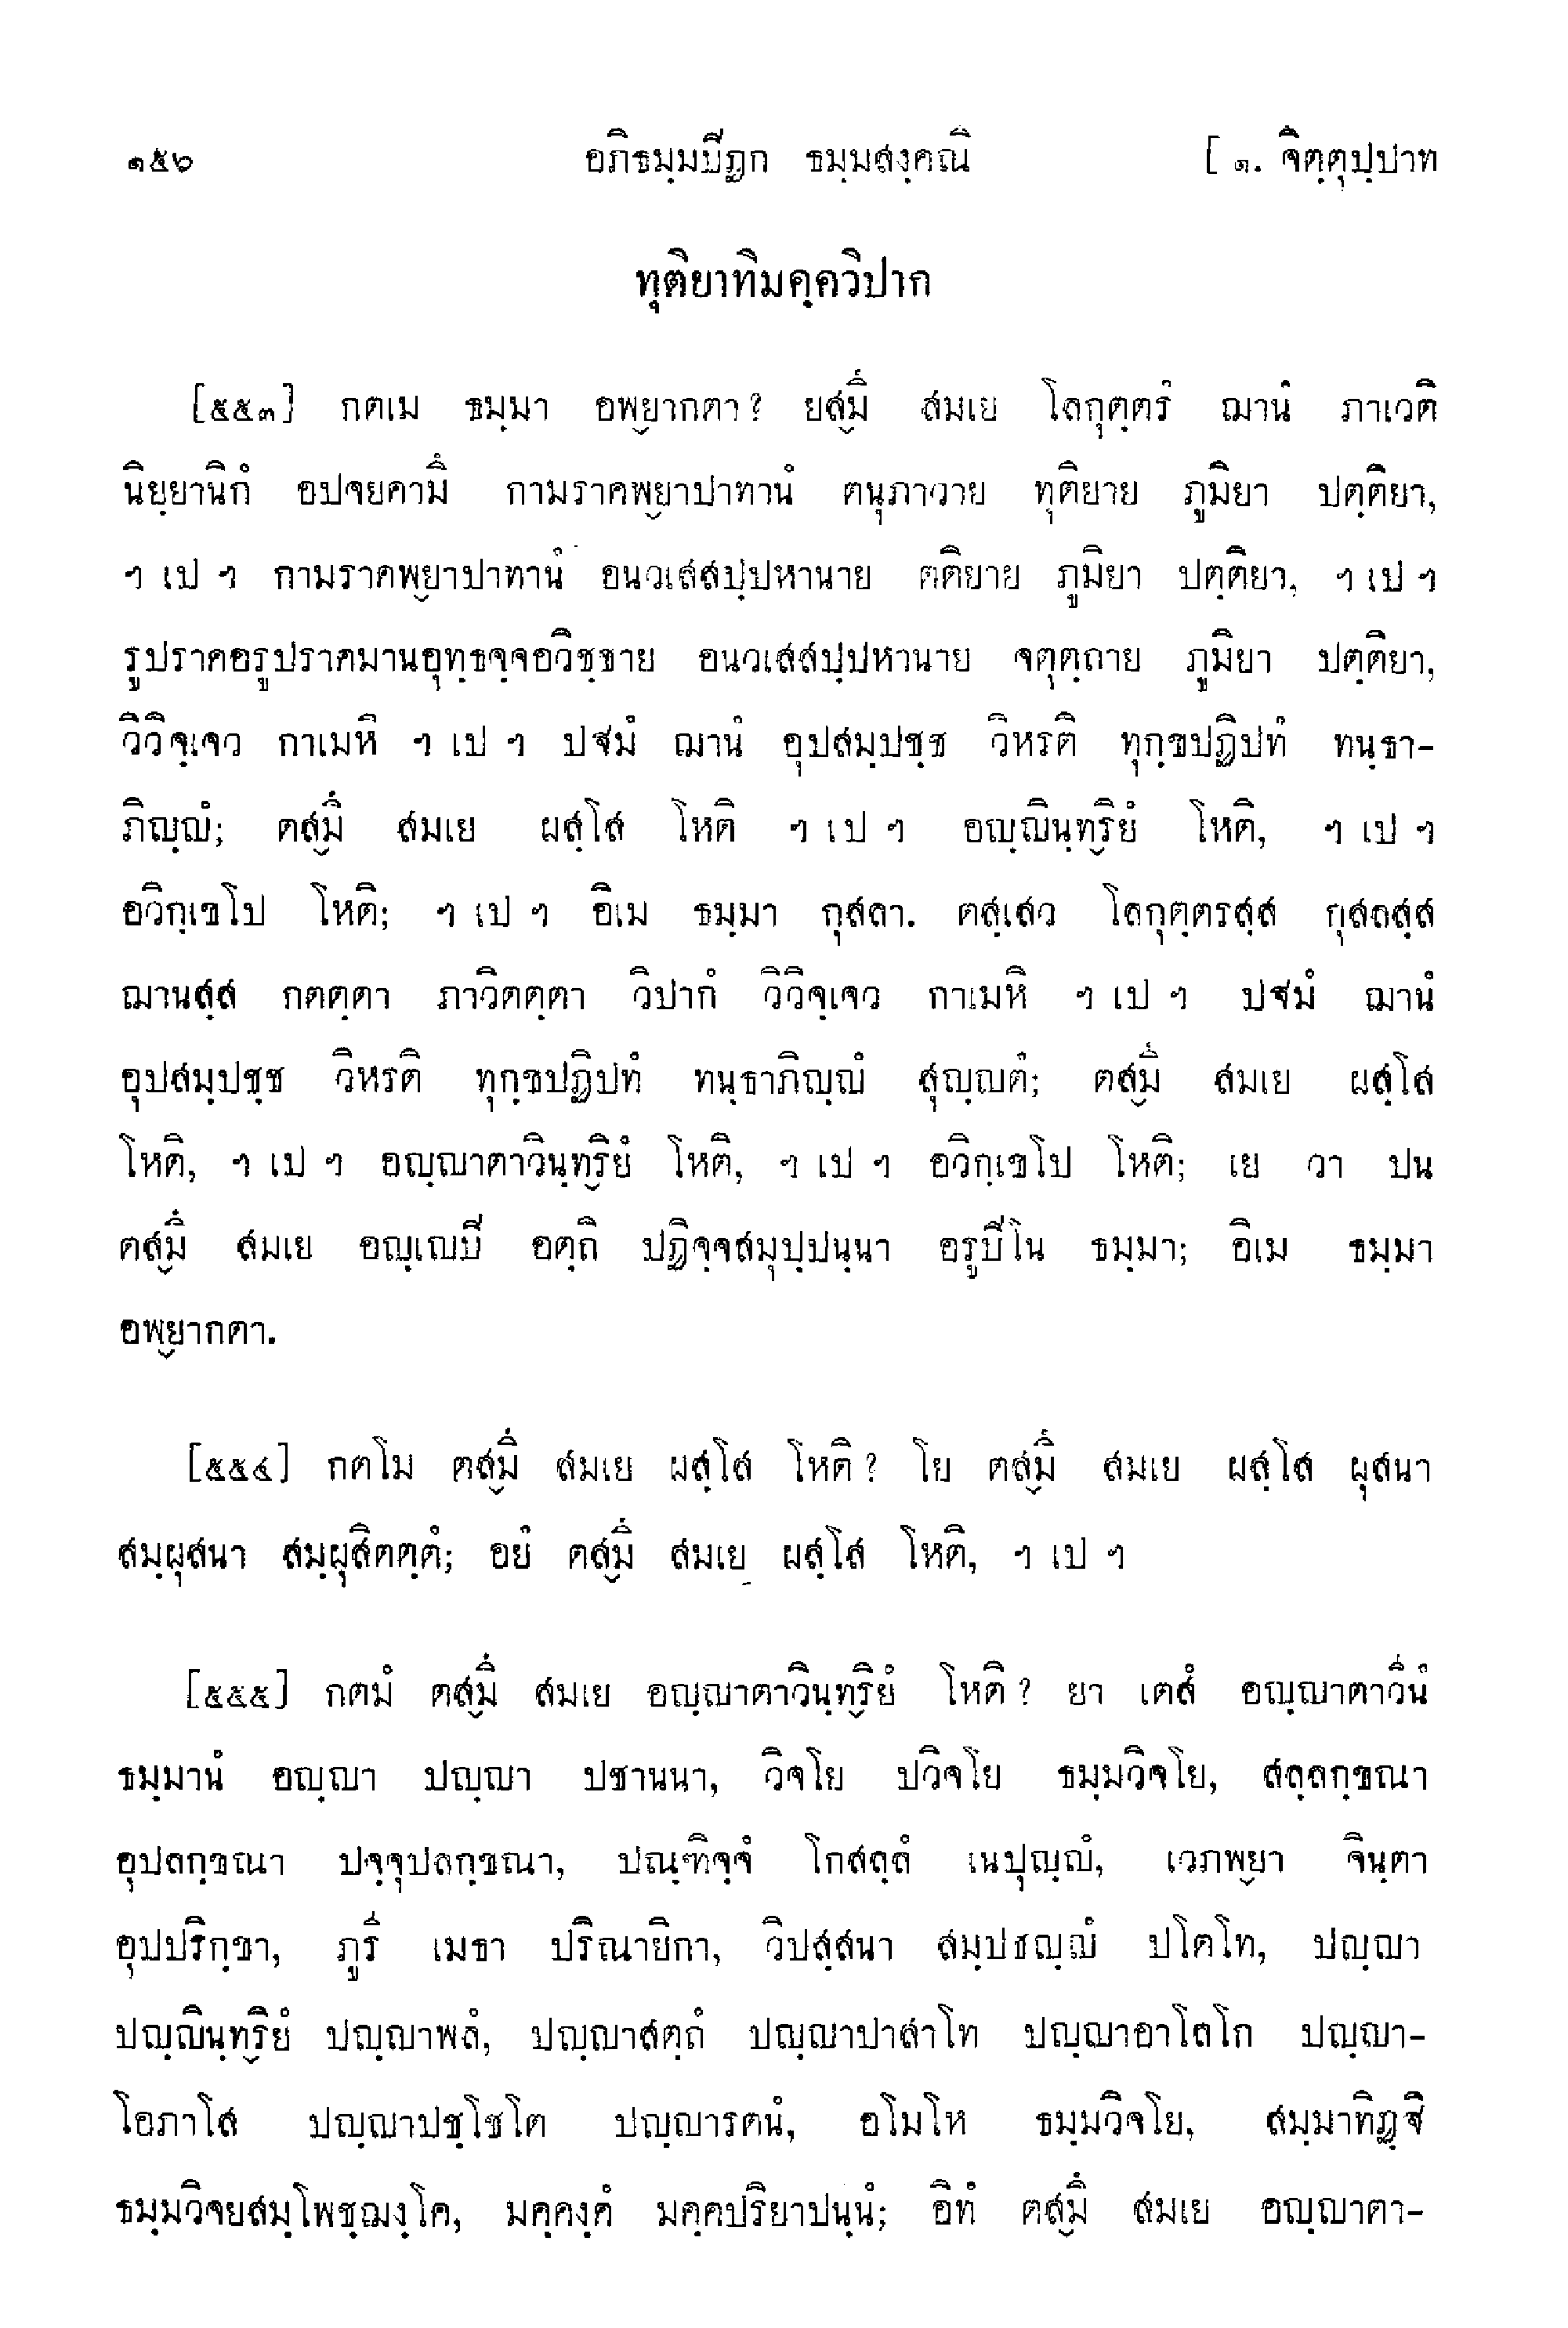 ๑๕๖ อภิธมฺมปิฏก ธมฺมสงฺคณิ [ ๑. จิตฺตุปฺปาท
ทุติยาทิมคฺควิปาก
[๕๕๓] กตเม ธมฺมา อพฺยากตา? ยสฺมิํ สมเย โลกุตฺตรํ ฌานํ ภาเวติ
นิยฺยานิกํ อปจยคามิํ กามราคพฺยาปาทานํ ตนุภาวาย ทุติยาย ภูมิยา ปตฺติยา,
ฯ เป ฯ กามราคพฺยาปาทานํ อนวเสสปฺปหานาย ตติยาย ภูมิยา ปตฺติยา, ฯ เป ฯ
รูปราคอรูปราคมานอุทฺธจฺจอวิชฺชาย อนวเสสปฺปหานาย จตุตฺถาย ภูมิยา ปตฺติยา,
วิวิจฺเจว กาเมหิ ฯ เป ฯ ปฐมํ ฌานํ อุปสมฺปชฺช วิหรติ ทุกฺขปฏิปทํ ทนฺธา-
ภิญฺญํ; ตสฺมิํ สมเย ผสฺโส โหติ ฯ เป ฯ อญฺญินฺทฺริยํ โหติ, ฯ เป ฯ
อวิกฺเขโป โหติ; ฯ เป ฯ อิเม ธมฺมา กุสลา. ตสฺเสว โลกุตฺตรสฺส กุสลสฺส
ฌานสฺส กตตฺตา ภาวิตตฺตา วิปากํ วิวิจฺเจว กาเมหิ ฯ เป ฯ ปฐมํ ฌานํ
อุปสมฺปชฺช วิหรติ ทุกฺขปฏิปทํ ทนฺธาภิญฺญํ สุญฺญตํ; ตสฺมิํ สมเย ผสฺโส
โหติ, ฯ เป ฯ อญฺญาตาวินฺทฺริยํ โหติ, ฯ เป ฯ อวิกฺเขโป โหติ; เย วา ปน
ตสฺมิํ สมเย อญฺเญปิ อตฺถิ ปฏิจฺจสมุปฺปนฺนา อรูปิโน ธมฺมา; อิเม ธมฺมา
อพฺยากตา.
[๕๕๔] กตโม ตสฺมิํ สมเย ผสฺโส โหติ? โย ตสฺมิํ สมเย ผสฺโส ผุสนา
สมฺผุสนา สมฺผุสิตตฺตํ; อยํ ตสฺมิํ สมเย ผสฺโส โหติ, ฯ เป ฯ
[๕๕๕] กตมํ ตสฺมิํ สมเย อญฺญาตาวินฺทฺริยํ โหติ? ยา เตสํ อญฺญาตาวีนํ
ธมฺมานํ อญฺญา ปญฺญา ปชานนา, วิจโย ปวิจโย ธมฺมวิจโย, สลฺลกฺขณา
อุปลกฺขณา ปจฺจุปลกฺขณา, ปณฺฑิจฺจํ โกสลฺลํ เนปุญฺญํ, เวภพฺยา จินฺตา
อุปปริกฺขา, ภูริํ เมธา ปริณายิกา, วิปสฺสนา สมฺปชญฺญํ ปโตโท, ปญฺญา
ปญฺญินฺทฺริยํ ปญฺญาพลํ, ปญฺญาสตฺถํ ปญฺญาปาสาโท ปญฺญาอาโลโก ปญฺญา-
โอภาโส ปญฺญาปชฺโชโต ปญฺญารตนํ, อโมโห ธมฺมวิจโย, สมฺมาทิฏฺฐิ
ธมฺมวิจยสมฺโพชฺฌงฺโค, มคฺคงฺคํ มคฺคปริยาปนฺนํ; อิทํ ตสฺมิํ สมเย อญฺญาตา-